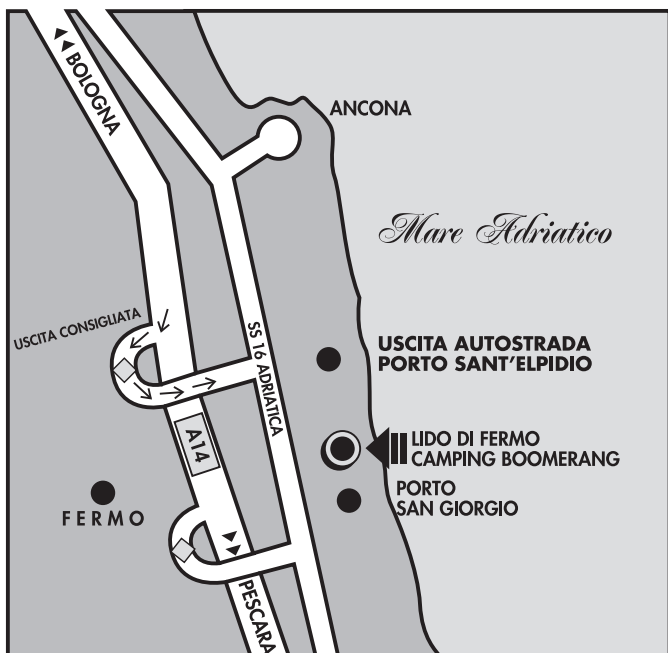 BOLOGNA
ANCONA
Mare Adriatico
USCITA CONSIGLIATA
SS 16 ADRIATICA
USCITA AUTOSTRADA
PORTO SANT'ELPIDIO
A14
LIDO DI FERMO
CAMPING BOOMERANG
FERMO
PORTO
SAN GIORGIO
PESCARA